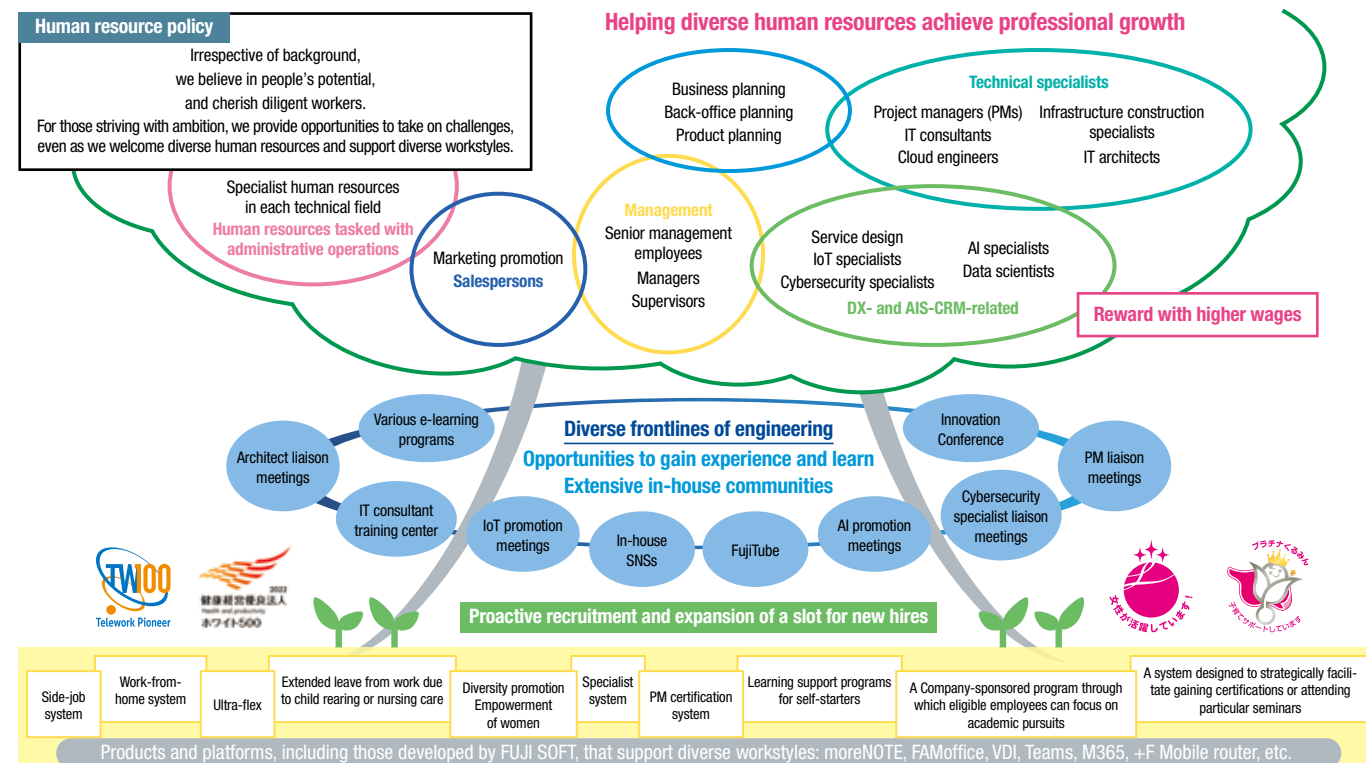 Human resource policy
Irrespective of background,
we believe in people's potential,
and cherish diligent workers.
For those striving with ambition, we provide opportunities to take on challenges,
even as we welcome diverse human resources and support diverse workstyles.
Helping diverse human resources achieve professional growth
Specialist human resources
in each technical field
Human resources tasked with
administrative operations
Marketing promotion
Salespersons
Management
Senior management
employees
Managers
Supervisors
Business planning
Back-office planning
Product planning
Technical specialists
Project managers (PMs)
IT consultants
Cloud engineers
Infrastructure construction
specialists
IT architects
Service design
IoT specialists
Cybersecurity specialists
AI specialists
Data scientists
DX- and AIS-CRM-related
Reward with higher wages
Diverse frontlines of engineering
Opportunities to gain experience and learn
Extensive in-house communities
Various e-learning
programs
Architect liaison
meetings
IT consultant
training center
IoT promotion
meetings
In-house
SNSs
FujiTube
AI promotion
meetings
Cybersecurity
specialist liaison
meetings
PM liaison
meetings
Innovation
Conference
TW100
Telework Pioneer
2023
健康経営優良法人
Health and productivity
ホワイト500
女性が活躍しています!
プラチナくるみん
子育てサポートしています
Proactive recruitment and expansion of a slot for new hires
Side-job
system
Work-from-
home system
Ultra-flex
Extended leave from work due
to child rearing or nursing care
Diversity promotion
Empowerment
of women
Specialist
system
PM certification
system
Learning support programs
for self-starters
A Company-sponsored program through
which eligible employees can focus on
academic pursuits
A system designed to strategically facili-
tate gaining certifications or attending
particular seminars
Products and platforms, including those developed by FUJI SOFT, that support diverse workstyles: moreNOTE, FAMoffice, VDI, Teams, M365, +F Mobile router, etc.